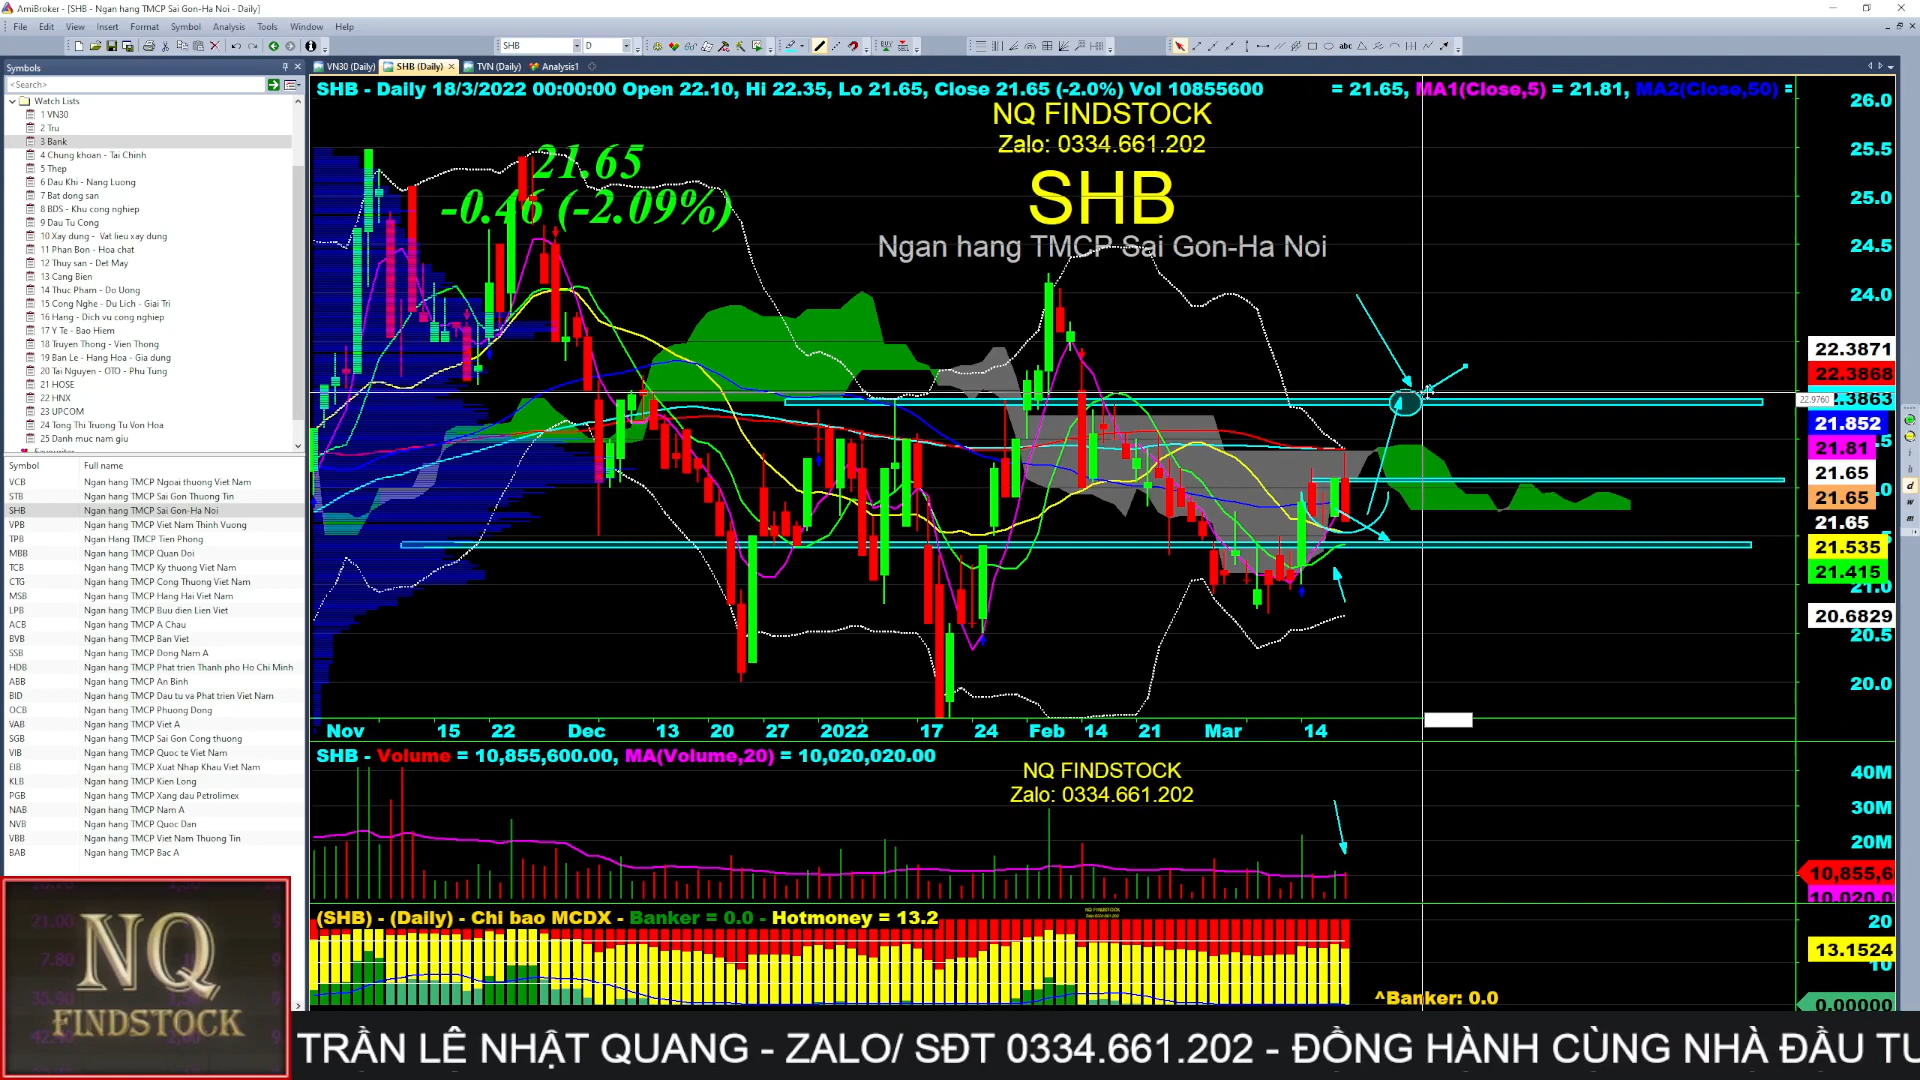 AmiBroker - [SHB - Ngan hang TMCP Sai Gon-Ha Noi - Daily]
File Edit View Insert Format Symbol Analysis Tools Window Help
SHB D
Symbols
VN30 (Daily) SHB (Daily) TVN (Daily) Analysis1
<Search>
Watch Lists
1 VN30
2 Tru
3 Bank
4 Chung khoan - Tai Chinh
5 Thep
6 Dau Khi - Nang Luong
7 Bat dong san
8 BDS - Khu cong nghiep
9 Dau Tu Cong
10 Xay dung - Vat lieu xay dung
11 Phan Bon - Hoa chat
12 Thuy san - Det May
13 Cang Bien
14 Thuc Pham - Do Uong
15 Cong Nghe - Du Lich - Giai Tri
16 Hang - Dich vu cong nghiep
17 Y Te - Bao Hiem
18 Truyen Thong - Vien Thong
19 Ban Le - Hang Hoa - Gia dung
20 Tai Nguyen - OTO - Phu Tung
21 HOSE
22 HNX
23 UPCOM
24 Tong Thi Truong Tu Von Hoa
25 Danh muc nam giu
Symbol Full name
VCB Ngan hang TMCP Ngoai thuong Viet Nam
STB Ngan hang TMCP Sai Gon Thuong Tin
SHB Ngan hang TMCP Sai Gon-Ha Noi
VPB Ngan hang TMCP Viet Nam Thinh Vuong
TPB Ngan Hang TMCP Tien Phong
MBB Ngan hang TMCP Quan Doi
TCB Ngan hang TMCP Ky thuong Viet Nam
CTG Ngan hang TMCP Cong Thuong Viet Nam
MSB Ngan hang TMCP Hang Hai Viet Nam
LPB Ngan hang TMCP Buu dien Lien Viet
ACB Ngan hang TMCP A Chau
BVB Ngan hang TMCP Ban Viet
SSB Ngan hang TMCP Dong Nam A
HDB Ngan hang TMCP Phat trien Thanh pho Ho Chi Minh
ABB Ngan hang TMCP An Binh
BID Ngan hang TMCP Dau tu va Phat trien Viet Nam
OCB Ngan hang TMCP Phuong Dong
VAB Ngan hang TMCP Viet A
SGB Ngan hang TMCP Sai Gon Cong thuong
VIB Ngan hang TMCP Quoc te Viet Nam
EIB Ngan hang TMCP Xuat Nhap Khau Viet Nam
KLB Ngan hang TMCP Kien Long
PGB Ngan hang TMCP Xang dau Petrolimex
NAB Ngan hang TMCP Nam A
NVB Ngan hang TMCP Quoc Dan
VBB Ngan hang TMCP Viet Nam Thuong Tin
BAB Ngan hang TMCP Bac A
SHB - Daily 18/3/2022 00:00:00 Open 22.10, Hi 22.35, Lo 21.65, Close 21.65 (-2.0%) Vol 10855600 = 21.65, MA1(Close,5) = 21.81, MA2(Close,50) =
NQ FINDSTOCK
Zalo: 0334.661.202
SHB
Ngan hang TMCP Sai Gon-Ha Noi
21.65
-0.46 (-2.09%)
26.0
25.5
25.0
24.5
24.0
22.3871
22.3868
22.9760
21.852
21.81
21.65
21.65
21.65
21.535
21.415
21.0
20.6829
20.5
20.0
Nov 15 22 Dec 13 20 27 2022 17 24 Feb 14 21 Mar 14
SHB - Volume = 10,855,600.00, MA(Volume,20) = 10,020,020.00
NQ FINDSTOCK
Zalo: 0334.661.202
40M
30M
20M
10,855,6
10,020,0
(SHB) - (Daily) - Chi bao MCDX - Banker = 0.0 - Hotmoney = 13.2
20
13.1524
10
0.00000
^Banker: 0.0
NQ
FINDSTOCK
TRẦN LÊ NHẬT QUANG - ZALO/ SĐT 0334.661.202 - ĐỒNG HÀNH CÙNG NHÀ ĐẦU TƯ